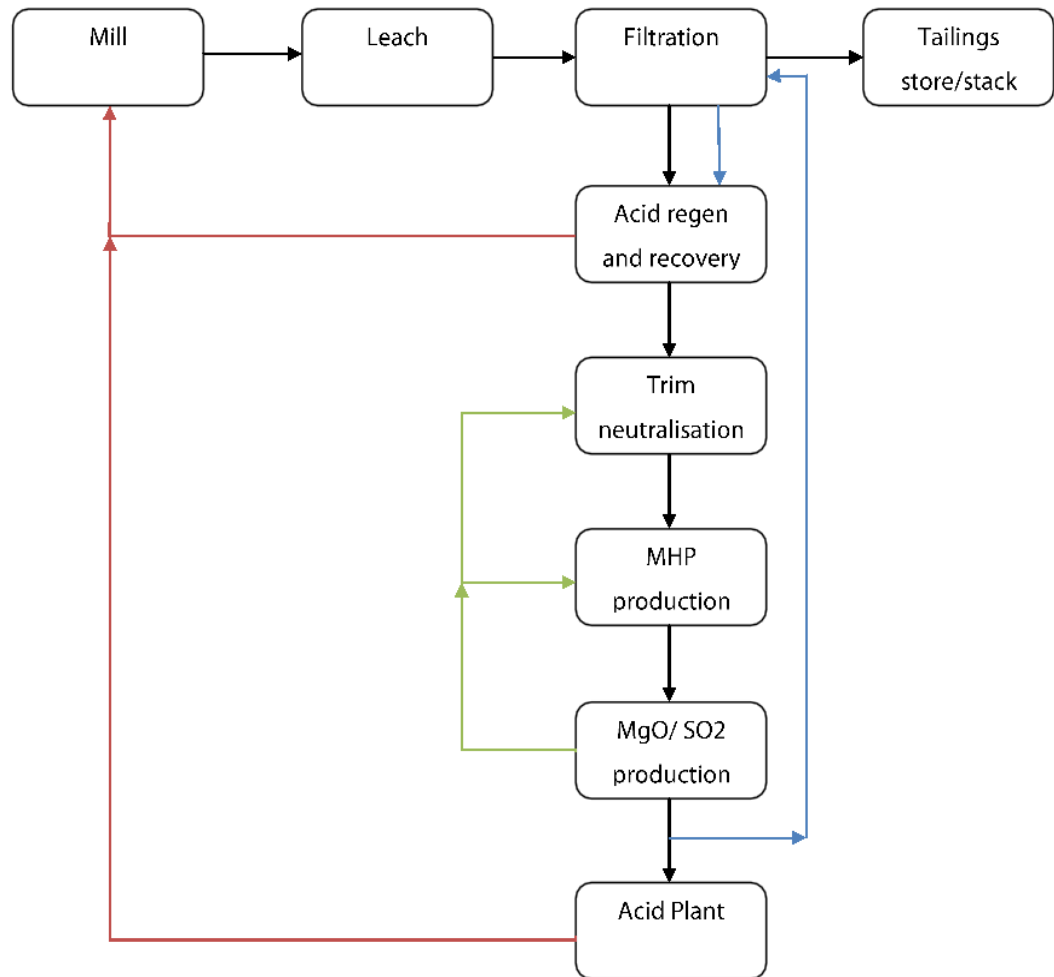 Mill
Leach
Filtration
Tailings
store/stack
Acid regen
and recovery
Trim
neutralisation
MHP
production
MgO/ SO2
production
Acid Plant